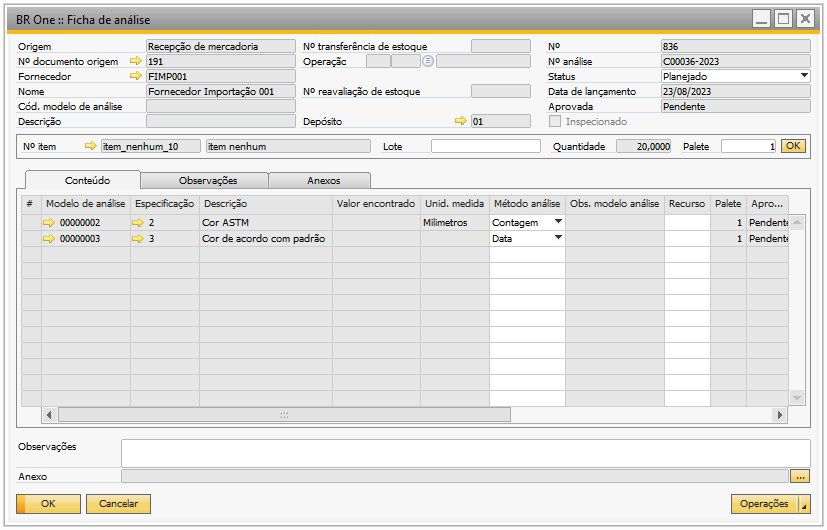 BR One :: Ficha de análise
Origem Recepção de mercadoria Nº transferência de estoque Nº 836
Nº documento origem 191 Operação Nº análise C00036-2023
Fornecedor FIMP001 Status Planejado
Nome Fornecedor Importação 001 Nº reavaliação de estoque Data de lançamento 23/08/2023
Cód. modelo de análise Aprovada Pendente
Descrição Depósito 01 Inspecionado
Nº item item_nenhum_10 item nenhum Lote Quantidade 20,0000 Palete 1 OK
Conteúdo Observações Anexos
# Modelo de análise Especificação Descrição Valor encontrado Unid. medida Método análise Obs. modelo análise Recurso Palete Apro...
00000002 2 Cor ASTM Milimetros Contagem 1 Pendente
00000003 3 Cor de acordo com padrão Data 1 Pendente
Observações
Anexo ...
OK Cancelar Operações